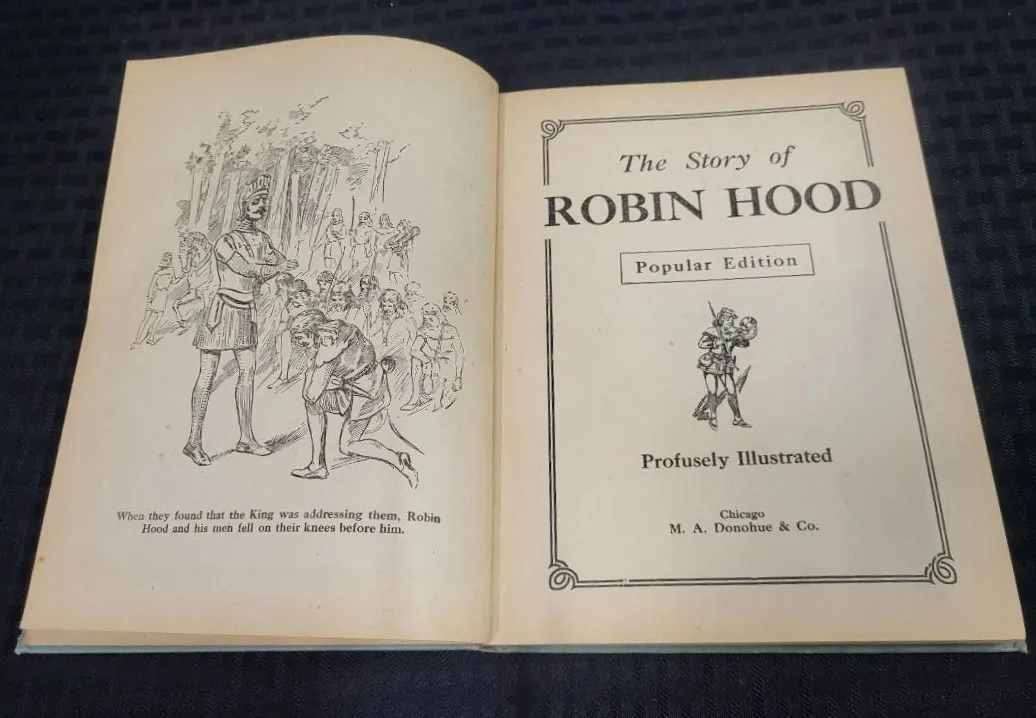 When they found that the King was addressing them, Robin
Hood and his men fell on their knees before him.
The Story of
ROBIN HOOD
Popular Edition
Profusely Illustrated
Chicago
M. A. Donohue & Co.